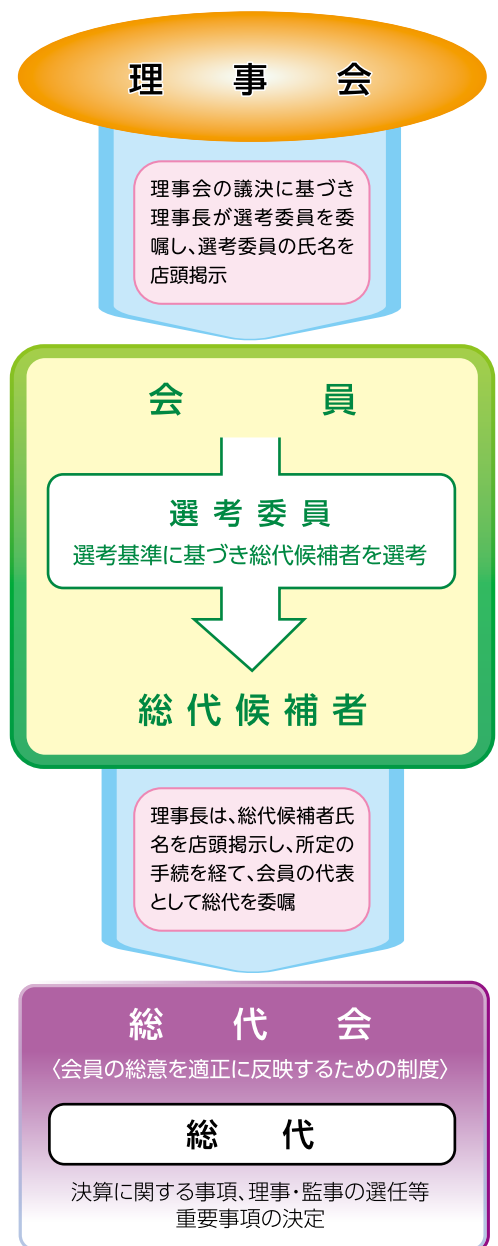 理事会
理事会の議決に基づき
理事長が選考委員を委
嘱し、選考委員の氏名を
店頭掲示
会員
選考委員
選考基準に基づき総代候補者を選考
総代候補者
理事長は、総代候補者氏
名を店頭掲示し、所定の
手続を経て、会員の代表
として総代を委嘱
総代会
〈会員の総意を適正に反映するための制度〉
総代
決算に関する事項、理事・監事の選任等
重要事項の決定